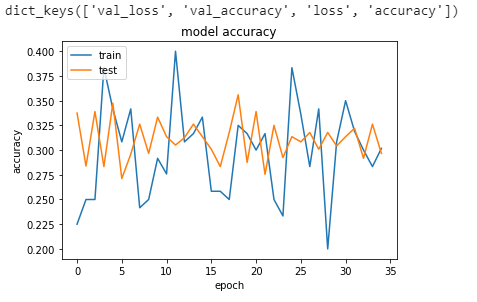 dict_keys(['val_loss', 'val_accuracy', 'loss', 'accuracy'])
model accuracy
train
test
0.400
0.375
0.350
0.325
0.300
0.275
0.250
0.225
0.200
accuracy
0 5 10 15 20 25 30 35
epoch